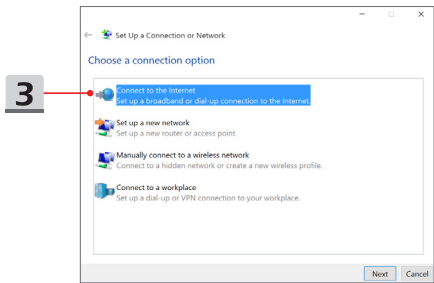 Set Up a Connection or Network
Choose a connection option
3
Connect to the Internet
Set up a broadband or dial-up connection to the Internet.
Set up a new network
Set up a new router or access point.
Manually connect to a wireless network
Connect to a hidden network or create a new wireless profile.
Connect to a workplace
Set up a dial-up or VPN connection to your workplace.
Next Cancel